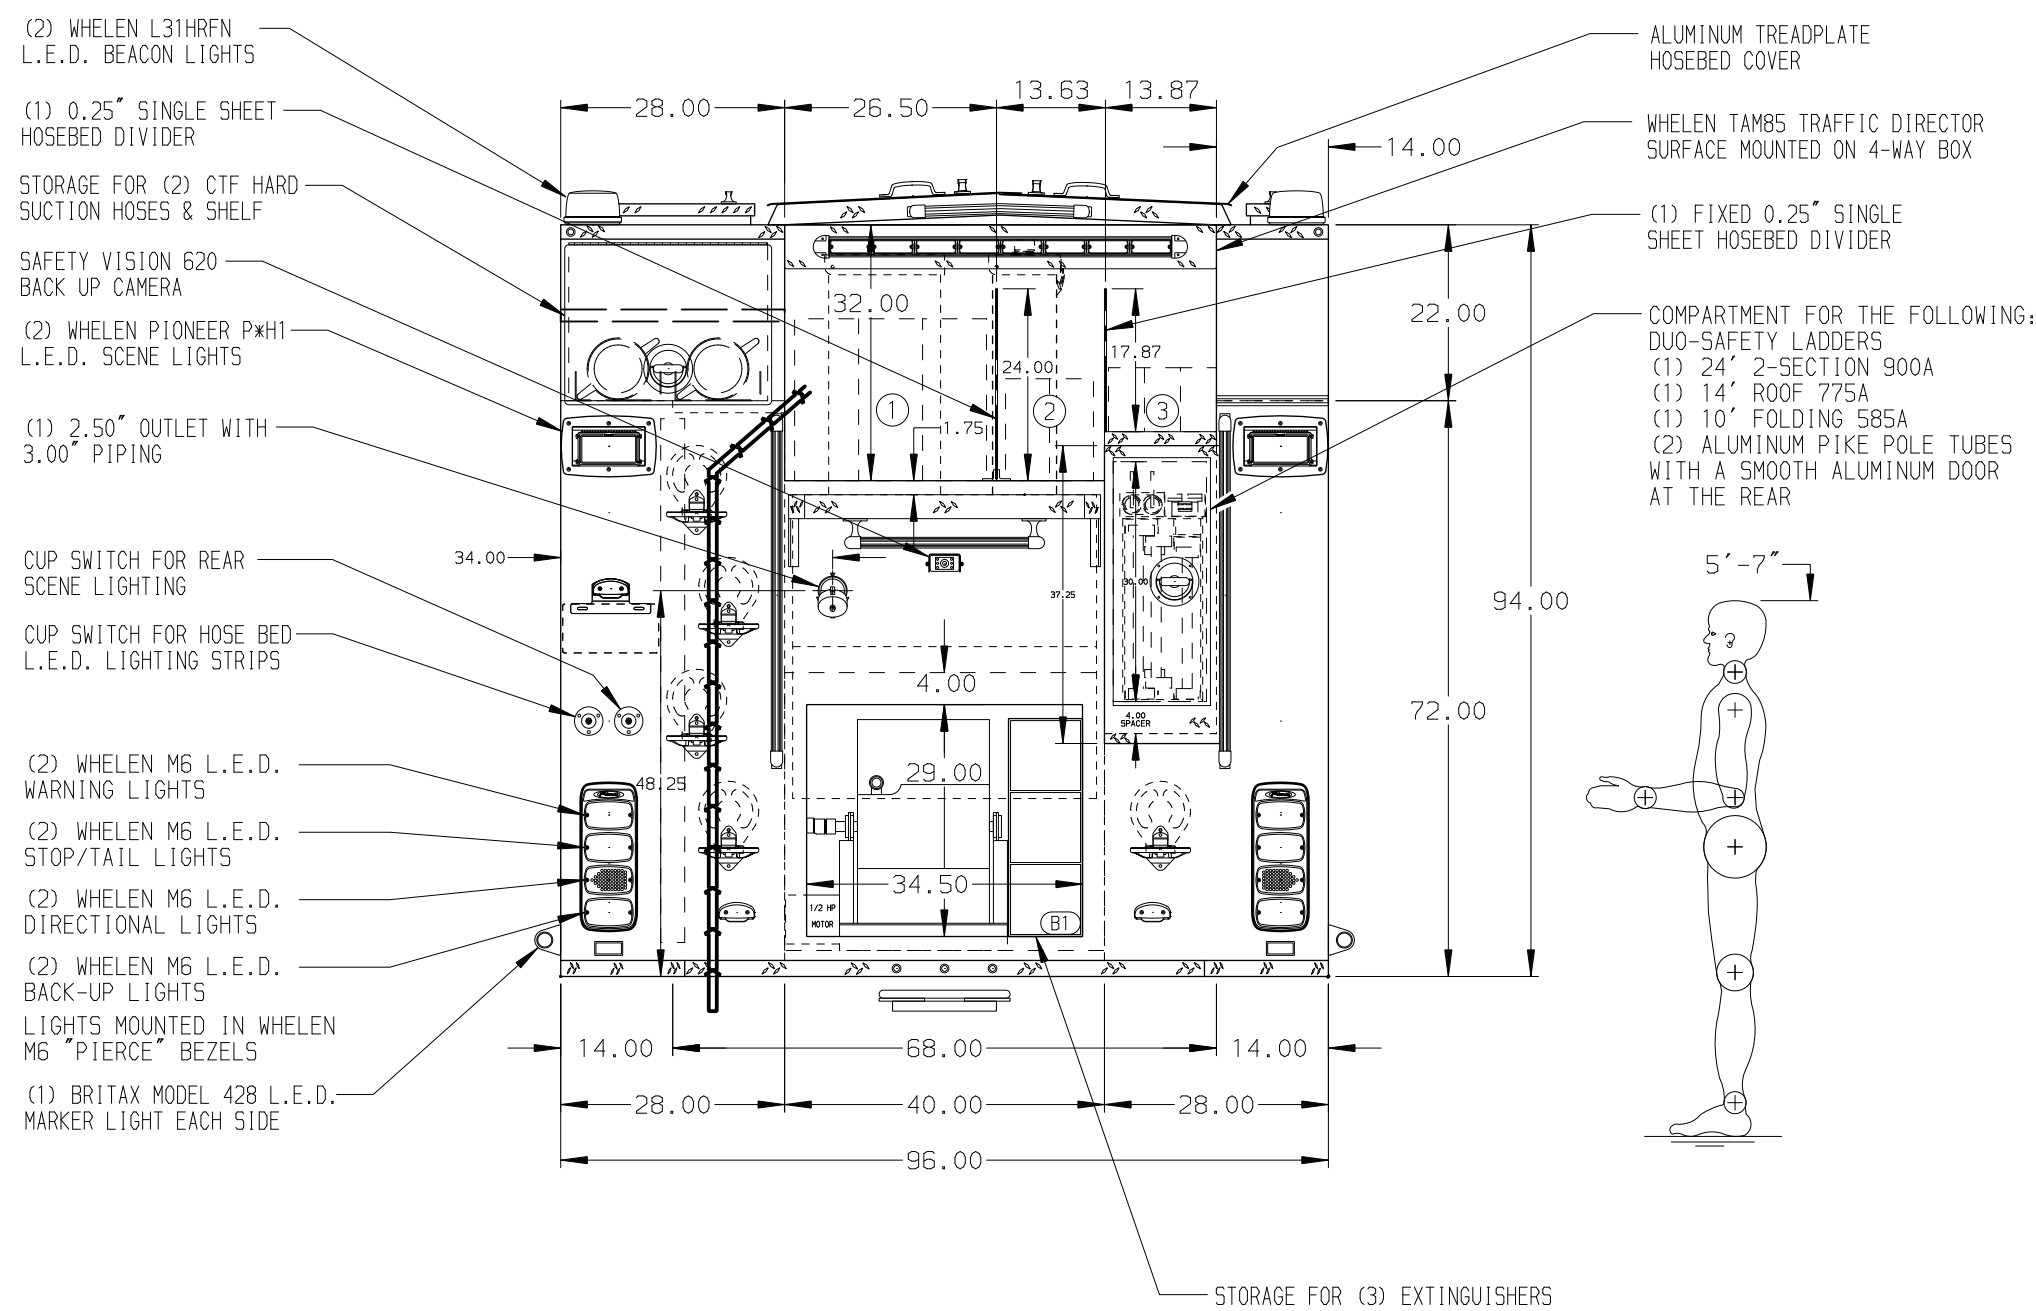 (2) WHELEN L31HRFN
L.E.D. BEACON LIGHTS
(1) 0.25" SINGLE SHEET
HOSEBED DIVIDER
STORAGE FOR (2) CTF HARD
SUCTION HOSES & SHELF
SAFETY VISION 620
BACK UP CAMERA
(2) WHELEN PIONEER P*H1
L.E.D. SCENE LIGHTS
(1) 2.50" OUTLET WITH
3.00" PIPING
CUP SWITCH FOR REAR
SCENE LIGHTING
CUP SWITCH FOR HOSE BED
L.E.D. LIGHTING STRIPS
(2) WHELEN M6 L.E.D.
WARNING LIGHTS
(2) WHELEN M6 L.E.D.
STOP/TAIL LIGHTS
(2) WHELEN M6 L.E.D.
DIRECTIONAL LIGHTS
(2) WHELEN M6 L.E.D.
BACK-UP LIGHTS
LIGHTS MOUNTED IN WHELEN
M6 "PIERCE" BEZELS
(1) BRITAX MODEL 428 L.E.D.
MARKER LIGHT EACH SIDE
28.00
26.50
13.63
13.87
14.00
32.00
24.00
17.87
1
2
3
1.75
34.00
37.25
30.00
4.00
4.00
SPACER
48.25
29.00
34.50
1/2 HP
MOTOR
B1
22.00
94.00
72.00
14.00
68.00
14.00
28.00
40.00
28.00
96.00
ALUMINUM TREADPLATE
HOSEBED COVER
WHELEN TAM85 TRAFFIC DIRECTOR
SURFACE MOUNTED ON 4-WAY BOX
(1) FIXED 0.25" SINGLE
SHEET HOSEBED DIVIDER
COMPARTMENT FOR THE FOLLOWING:
DUO-SAFETY LADDERS
(1) 24' 2-SECTION 900A
(1) 14' ROOF 775A
(1) 10' FOLDING 585A
(2) ALUMINUM PIKE POLE TUBES
WITH A SMOOTH ALUMINUM DOOR
AT THE REAR
5'-7"
STORAGE FOR (3) EXTINGUISHERS